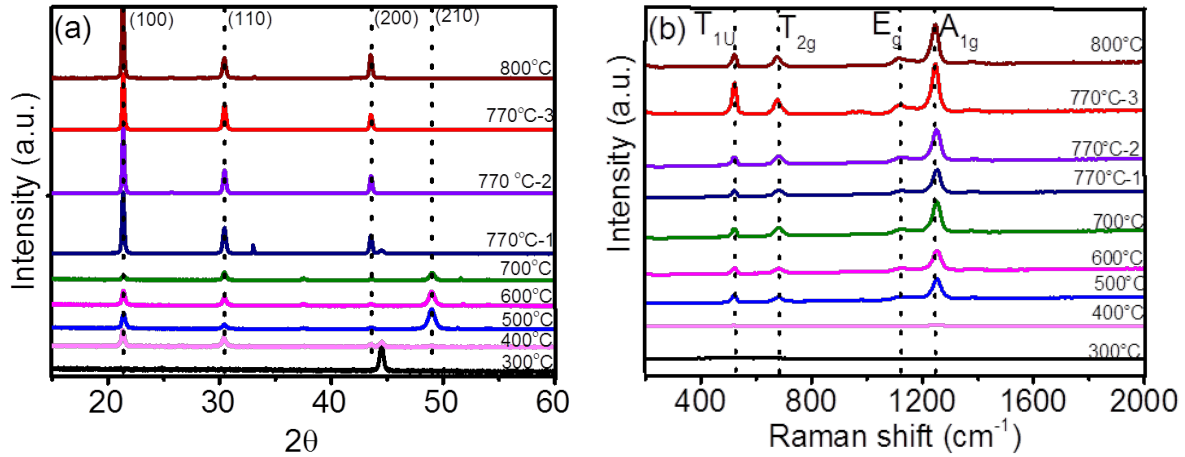 (a)
(100)
(110)
(200)
(210)
800°C
770°C-3
770 °C-2
770°C-1
700°C
600°C
500°C
400°C
300°C
Intensity (a.u.)
15 20 30 40 50 60
2θ
(b)
T1U
T2g
Eg
A1g
800°C
770°C-3
770°C-2
770°C-1
700°C
600°C
500°C
400°C
300°C
Intensity (a.u.)
400 800 1200 1600 2000
Raman shift (cm⁻¹)